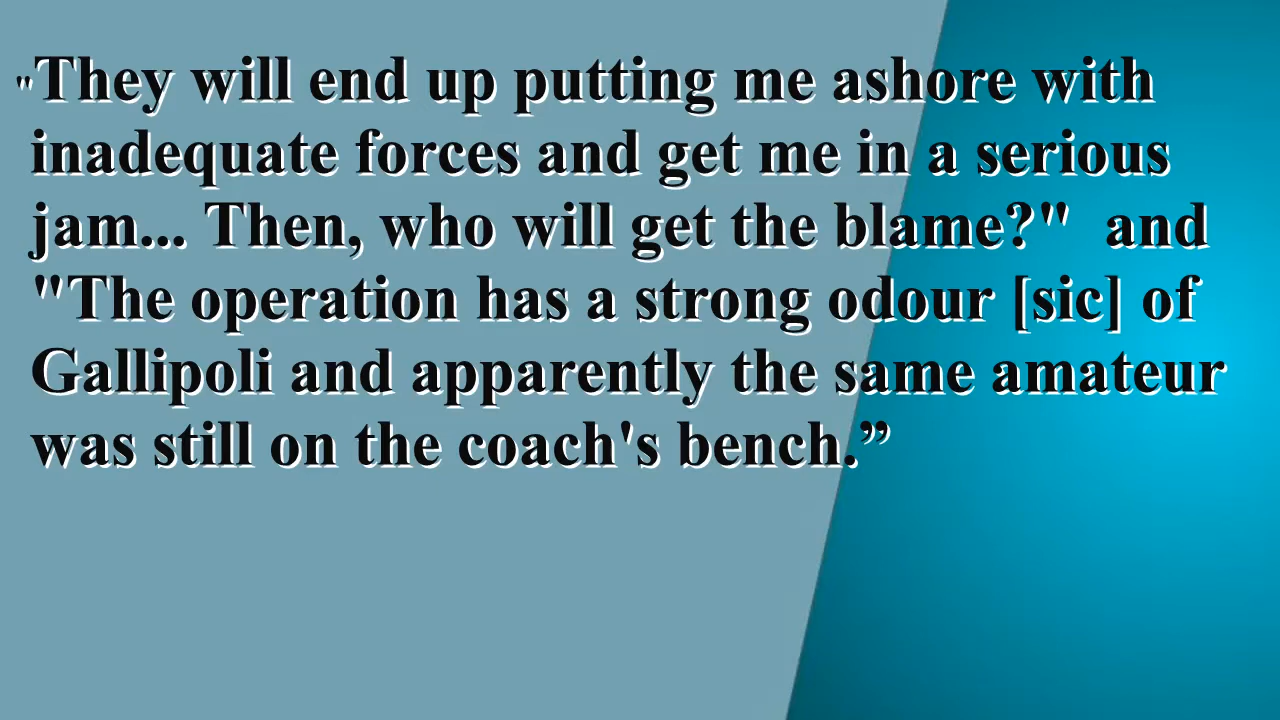 "They will end up putting me ashore with
inadequate forces and get me in a serious
jam... Then, who will get the blame?"  and
"The operation has a strong odour [sic] of
Gallipoli and apparently the same amateur
was still on the coach's bench.”